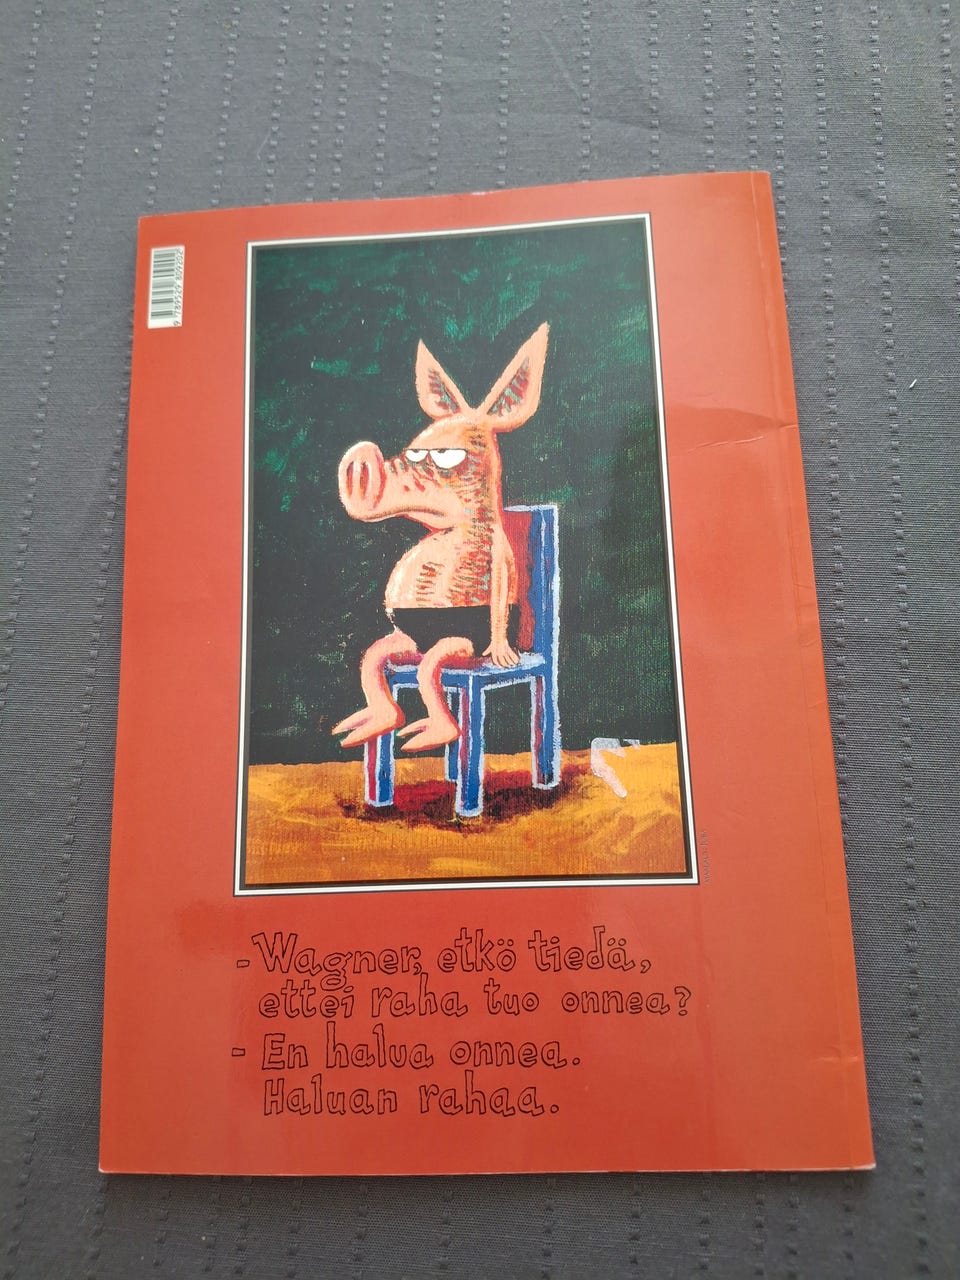 - Wagner, etkö tiedä,
ettei raha tuo onnea?
- En halua onnea.
Haluan rahaa.